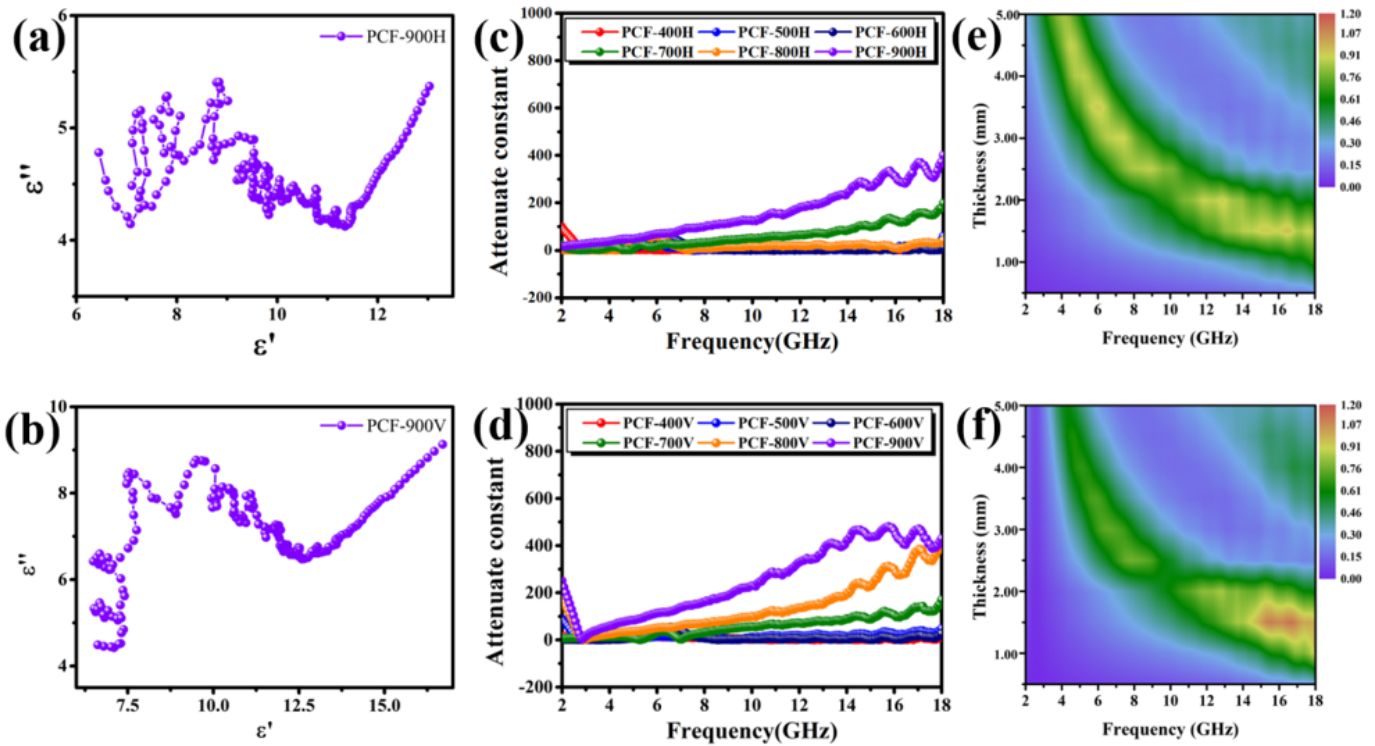 (a)
PCF-900H
6
5
4
ε''
6
8
10
12
ε'
(c)
PCF-400H PCF-500H PCF-600H
PCF-700H PCF-800H PCF-900H
1000
800
600
400
200
0
-200
Attenuate constant
2 4 6 8 10 12 14 16 18
Frequency(GHz)
(e)
5.00
4.00
3.00
2.00
1.00
Thickness (mm)
2 4 6 8 10 12 14 16 18
Frequency (GHz)
1.20
1.07
0.91
0.76
0.61
0.46
0.30
0.15
0.00
(b)
PCF-900V
10
8
6
4
ε''
7.5 10.0 12.5 15.0
ε'
(d)
PCF-400V PCF-500V PCF-600V
PCF-700V PCF-800V PCF-900V
1000
800
600
400
200
0
-200
Attenuate constant
2 4 6 8 10 12 14 16 18
Frequency(GHz)
(f)
5.00
4.00
3.00
2.00
1.00
Thickness (mm)
2 4 6 8 10 12 14 16 18
Frequency (GHz)
1.20
1.07
0.91
0.76
0.61
0.46
0.30
0.15
0.00